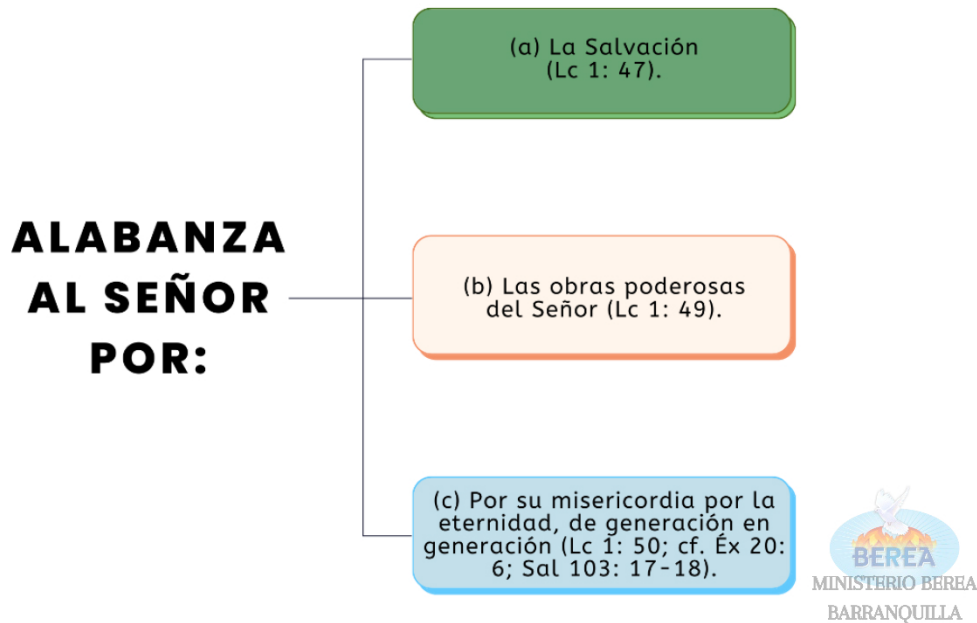 ALABANZA
AL SEÑOR
POR:
(a) La Salvación
(Lc 1: 47).
(b) Las obras poderosas
del Señor (Lc 1: 49).
(c) Por su misericordia por la
eternidad, de generación en
generación (Lc 1: 50; cf. Éx 20:
6; Sal 103: 17-18).
BEREA
MINISTERIO BEREA
BARRANQUILLA